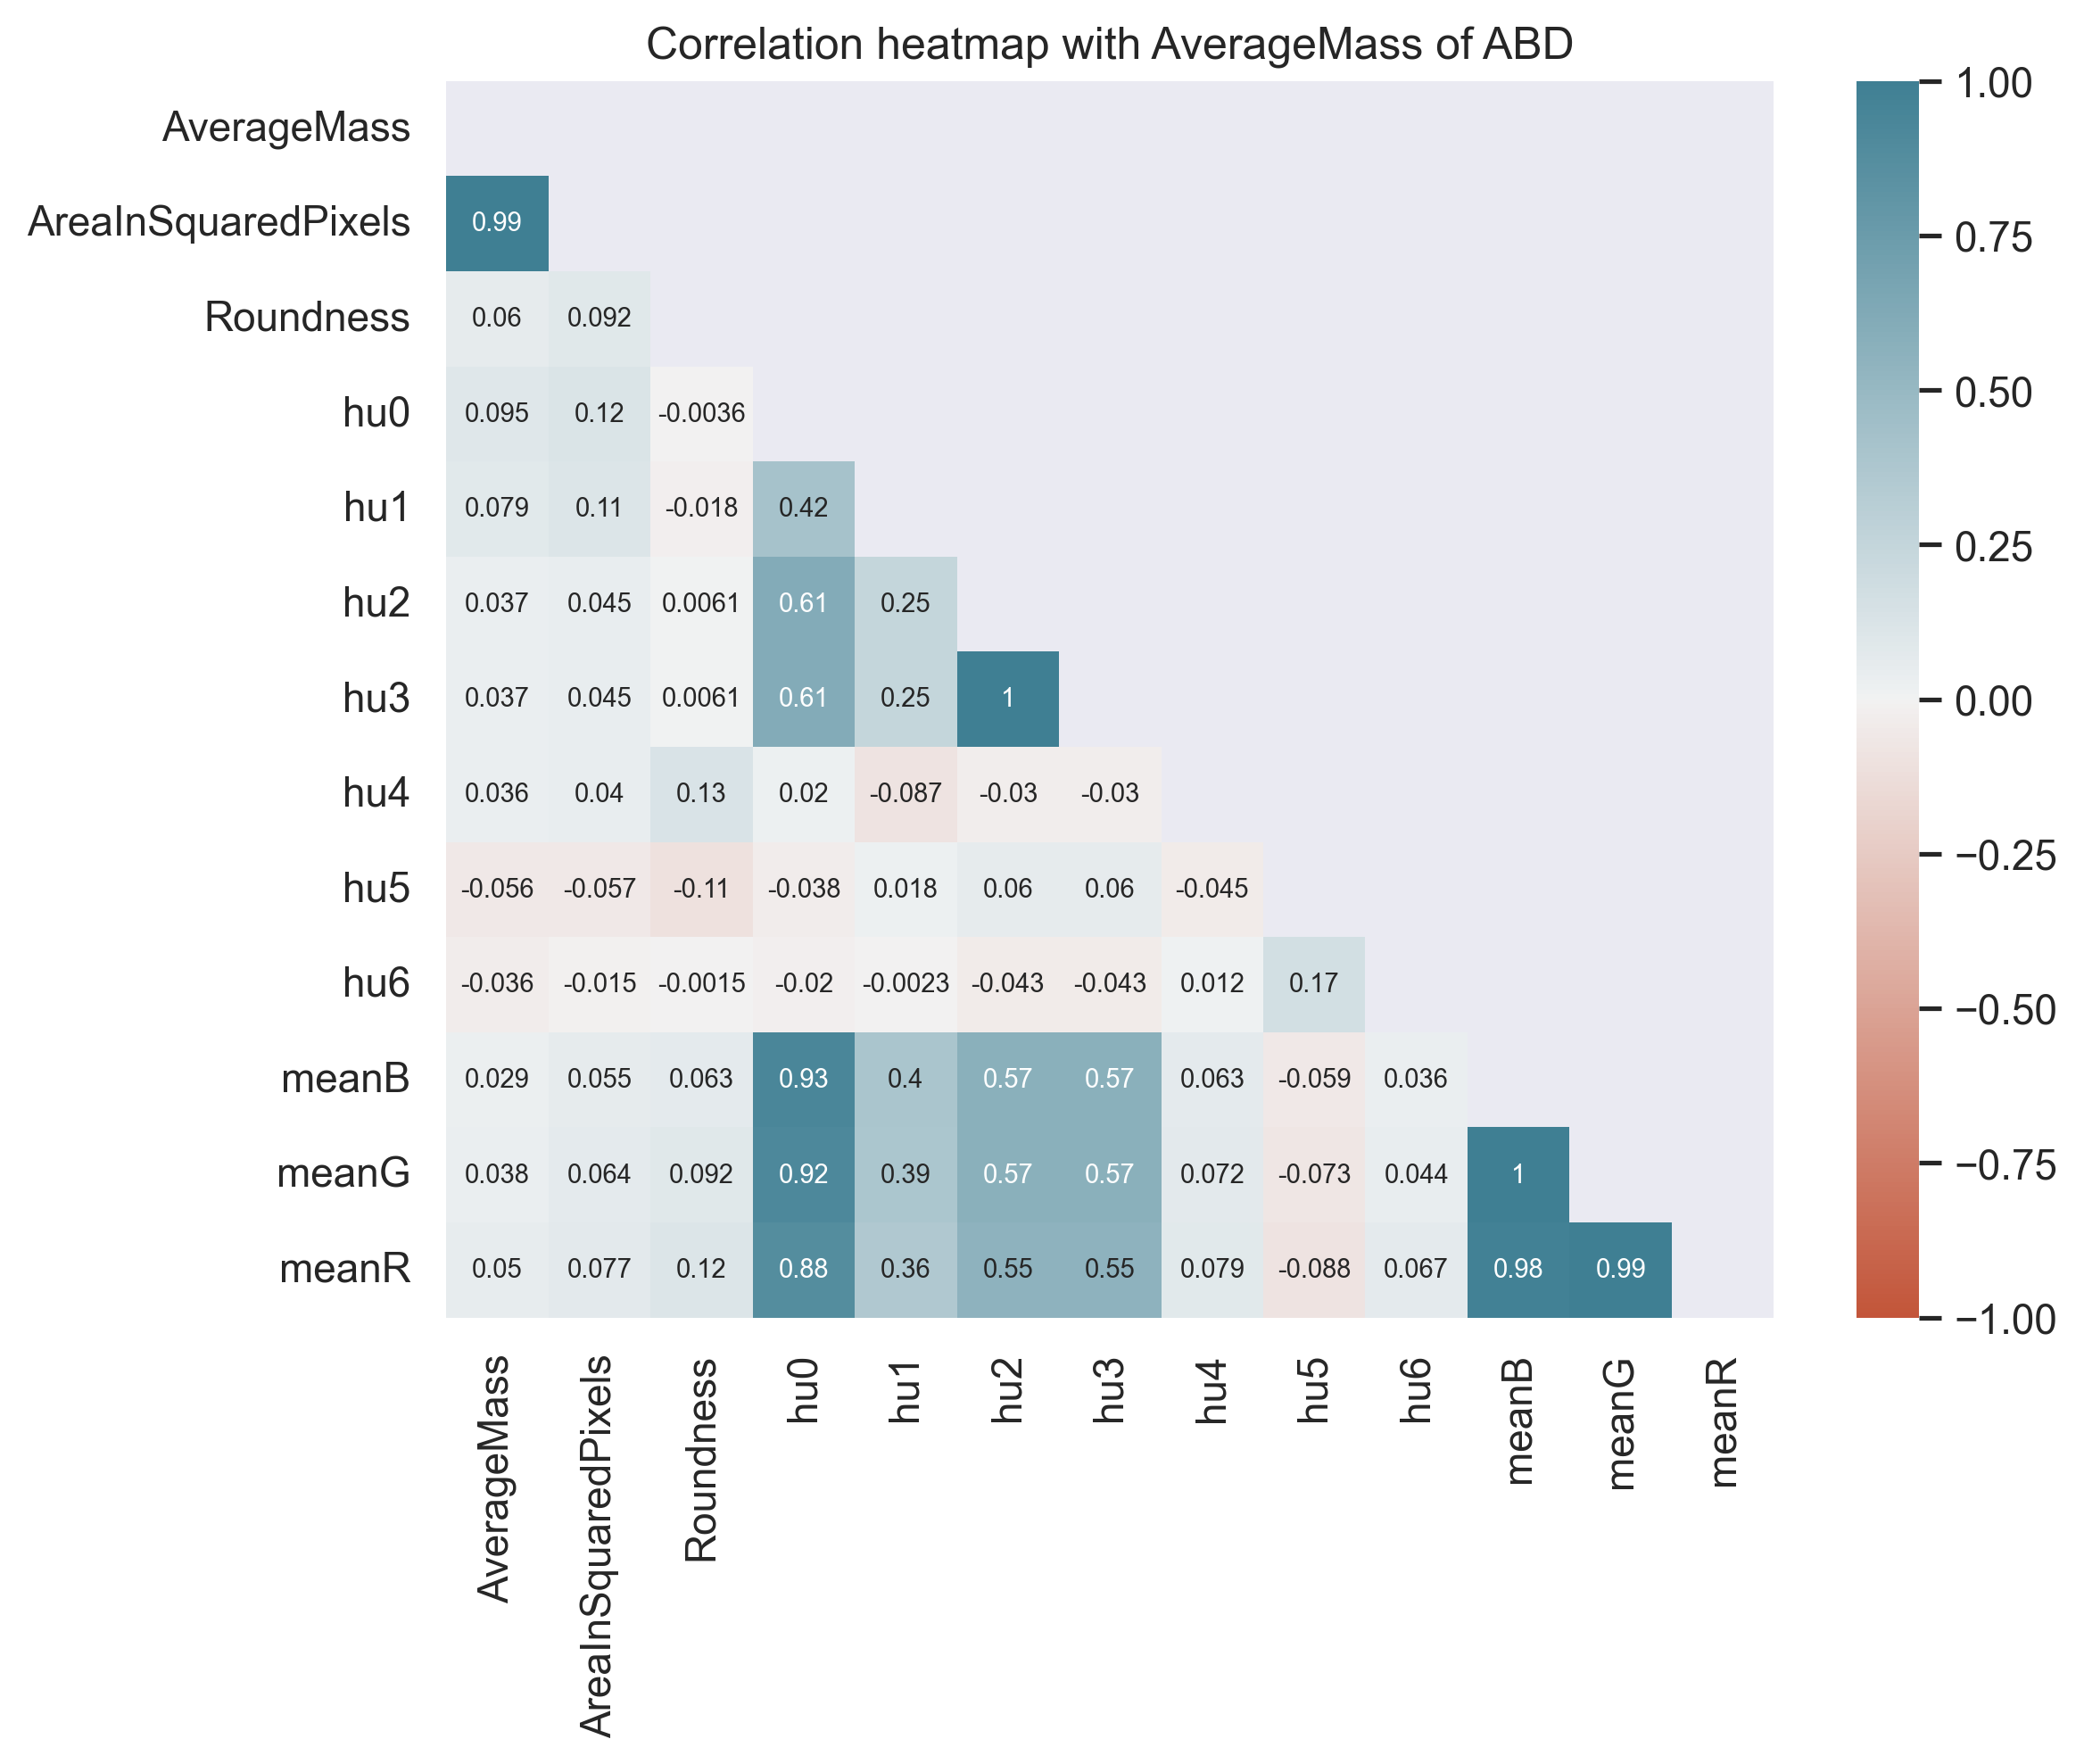 Correlation heatmap with AverageMass of ABD
AverageMass
AreaInSquaredPixels 0.99
Roundness 0.06 0.092
hu0 0.095 0.12 -0.0036
hu1 0.079 0.11 -0.018 0.42
hu2 0.037 0.045 0.0061 0.61 0.25
hu3 0.037 0.045 0.0061 0.61 0.25 1
hu4 0.036 0.04 0.13 0.02 -0.087 -0.03 -0.03
hu5 -0.056 -0.057 -0.11 -0.038 0.018 0.06 0.06 -0.045
hu6 -0.036 -0.015 -0.0015 -0.02 -0.0023 -0.043 -0.043 0.012 0.17
meanB 0.029 0.055 0.063 0.93 0.4 0.57 0.57 0.063 -0.059 0.036
meanG 0.038 0.064 0.092 0.92 0.39 0.57 0.57 0.072 -0.073 0.044 1
meanR 0.05 0.077 0.12 0.88 0.36 0.55 0.55 0.079 -0.088 0.067 0.98 0.99
AverageMass
AreaInSquaredPixels
Roundness
hu0
hu1
hu2
hu3
hu4
hu5
hu6
meanB
meanG
meanR
1.00
0.75
0.50
0.25
0.00
−0.25
−0.50
−0.75
−1.00